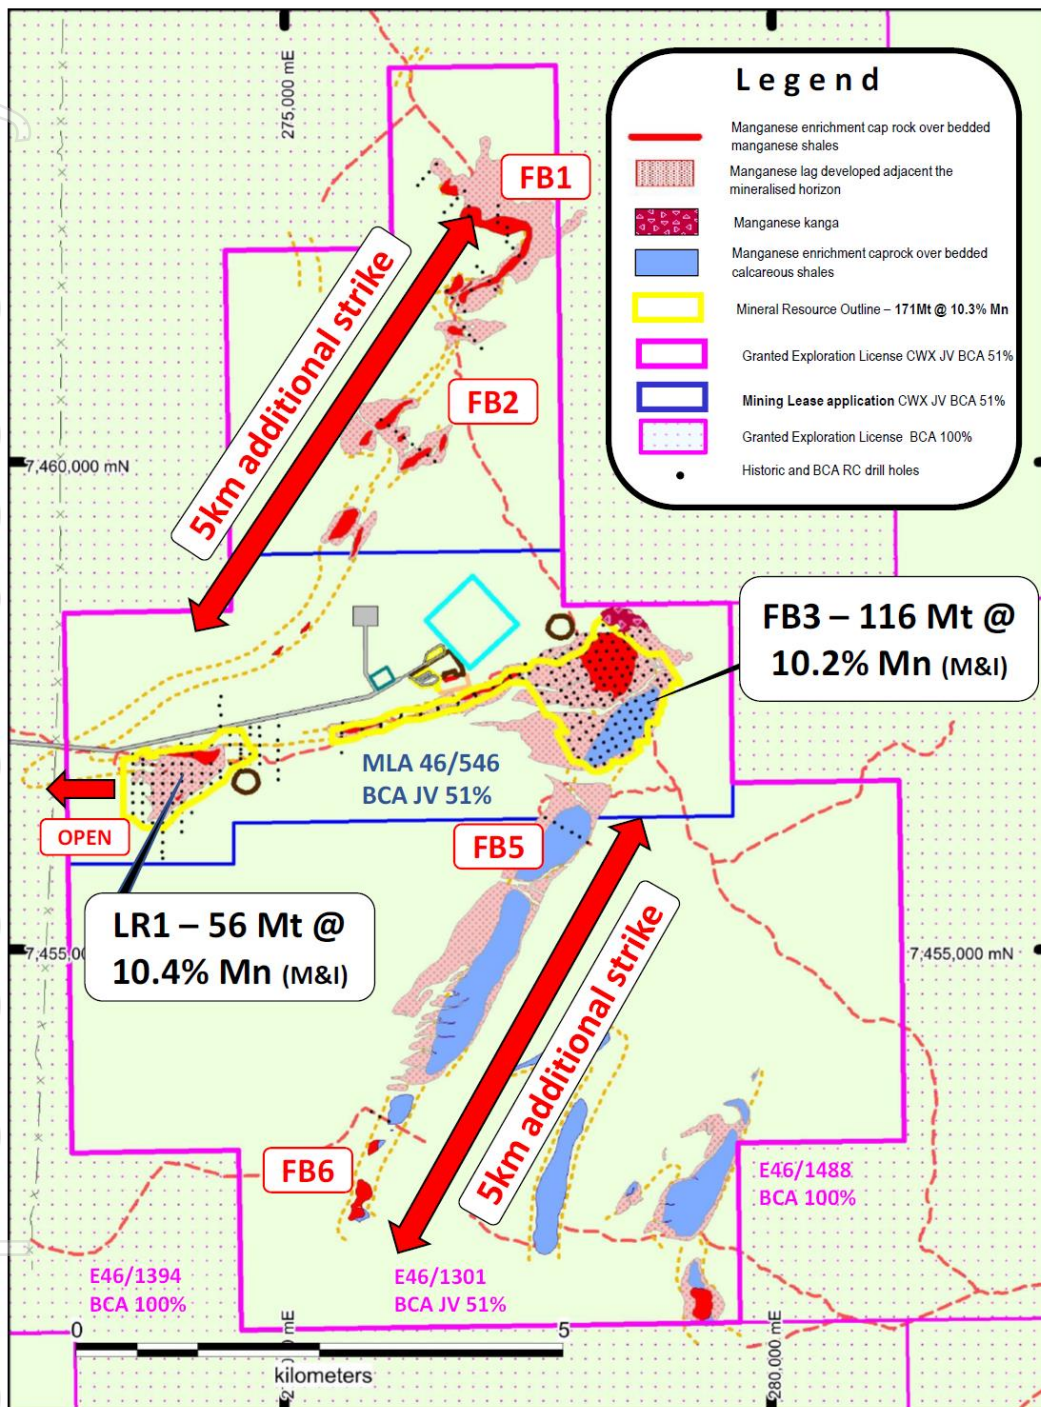 275,000 mE
Legend
Manganese enrichment cap rock over bedded
manganese shales
Manganese lag developed adjacent the
mineralised horizon
Manganese kanga
Manganese enrichment caprock over bedded
calcareous shales
Mineral Resource Outline – 171Mt @ 10.3% Mn
Granted Exploration License CWX JV BCA 51%
Mining Lease application CWX JV BCA 51%
Granted Exploration License BCA 100%
Historic and BCA RC drill holes
FB1
5km additional strike
FB2
7,460,000 mN
FB3 – 116 Mt @
10.2% Mn (M&I)
MLA 46/546
BCA JV 51%
OPEN
FB5
LR1 – 56 Mt @
10.4% Mn (M&I)
7,455,0
7,455,000 mN
5km additional strike
FB6
E46/1488
BCA 100%
E46/1394
BCA 100%
E46/1301
BCA JV 51%
0
5
kilometers
mE
280,000 mE